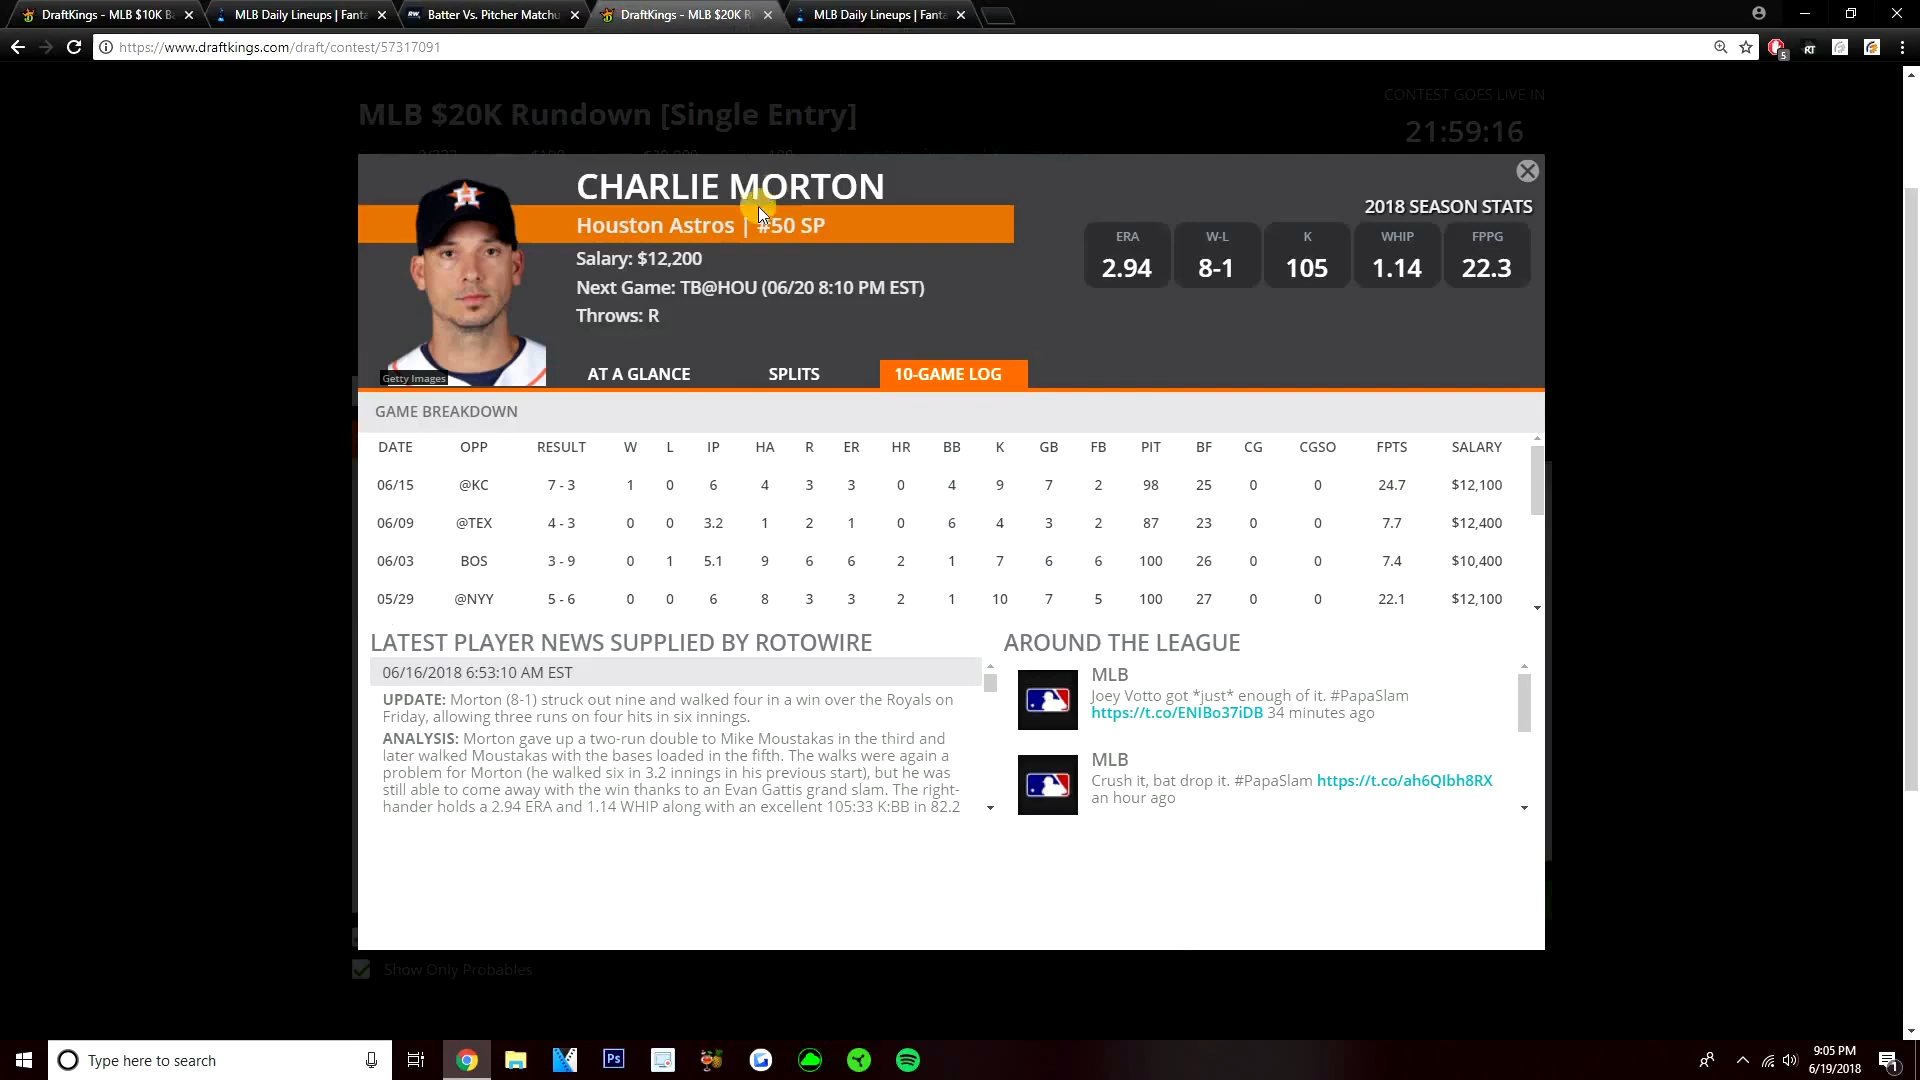 DraftKings - MLB $10K Ba
MLB Daily Lineups | Fanta
Batter Vs. Pitcher Matchu
DraftKings - MLB $20K R
MLB Daily Lineups | Fanta
https://www.draftkings.com/draft/contest/57317091
5
RT
MLB $20K Rundown [Single Entry]
CONTEST GOES LIVE IN
21:59:16
CHARLIE MORTON
Houston Astros | #50 SP
Salary: $12,200
Next Game: TB@HOU (06/20 8:10 PM EST)
Throws: R
Getty Images
2018 SEASON STATS
ERA W-L K WHIP FPPG
2.94 8-1 105 1.14 22.3
AT A GLANCE SPLITS 10-GAME LOG
GAME BREAKDOWN
DATE OPP RESULT W L IP HA R ER HR BB K GB FB PIT BF CG CGSO FPTS SALARY
06/15 @KC 7 - 3 1 0 6 4 3 3 0 4 9 7 2 98 25 0 0 24.7 $12,100
06/09 @TEX 4 - 3 0 0 3.2 1 2 1 0 6 4 3 2 87 23 0 0 7.7 $12,400
06/03 BOS 3 - 9 0 1 5.1 9 6 6 2 1 7 6 6 100 26 0 0 7.4 $10,400
05/29 @NYY 5 - 6 0 0 6 8 3 3 2 1 10 7 5 100 27 0 0 22.1 $12,100
LATEST PLAYER NEWS SUPPLIED BY ROTOWIRE
06/16/2018 6:53:10 AM EST
UPDATE: Morton (8-1) struck out nine and walked four in a win over the Royals on
Friday, allowing three runs on four hits in six innings.
ANALYSIS: Morton gave up a two-run double to Mike Moustakas in the third and
later walked Moustakas with the bases loaded in the fifth. The walks were again a
problem for Morton (he walked six in 3.2 innings in his previous start), but he was
still able to come away with the win thanks to an Evan Gattis grand slam. The right-
hander holds a 2.94 ERA and 1.14 WHIP along with an excellent 105:33 K:BB in 82.2
AROUND THE LEAGUE
MLB
Joey Votto got *just* enough of it. #PapaSlam
https://t.co/ENIBo37iDB 34 minutes ago
MLB
Crush it, bat drop it. #PapaSlam https://t.co/ah6QIbh8RX
an hour ago
Show Only Probables
Type here to search
Ps
9:05 PM
6/19/2018
1